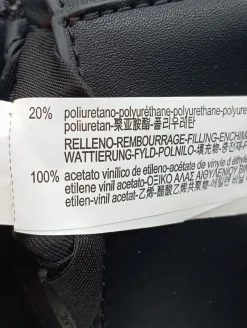 20% poliuretano-polyuréthane-polyurethane-polyure
poliuretan-聚亚胺酯-폴리우레탄
RELLENO-REMBOURRAGE-FILLING-ENCHIM
WATTIERUNG-FYLD-POLNILO-填充物-충전재-F
100% acetato vinílico de etileno-acétate de vinyle d'éthy
etilene vinil acetato-ΟΞΙΚΟ ΑΛΑΣ ΑΙΘΥΛΕΝΙΟΥ ΒΙΝ
etilen-vinil acetat-乙烯-醋酸乙烯共聚物-에틸렌 비닐